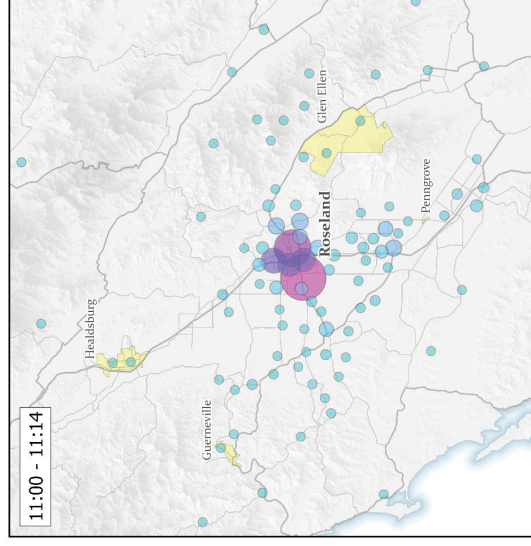 11:00 - 11:14
Healdsburg
Guerneville
Glen Ellen
Roseland
Penngrove